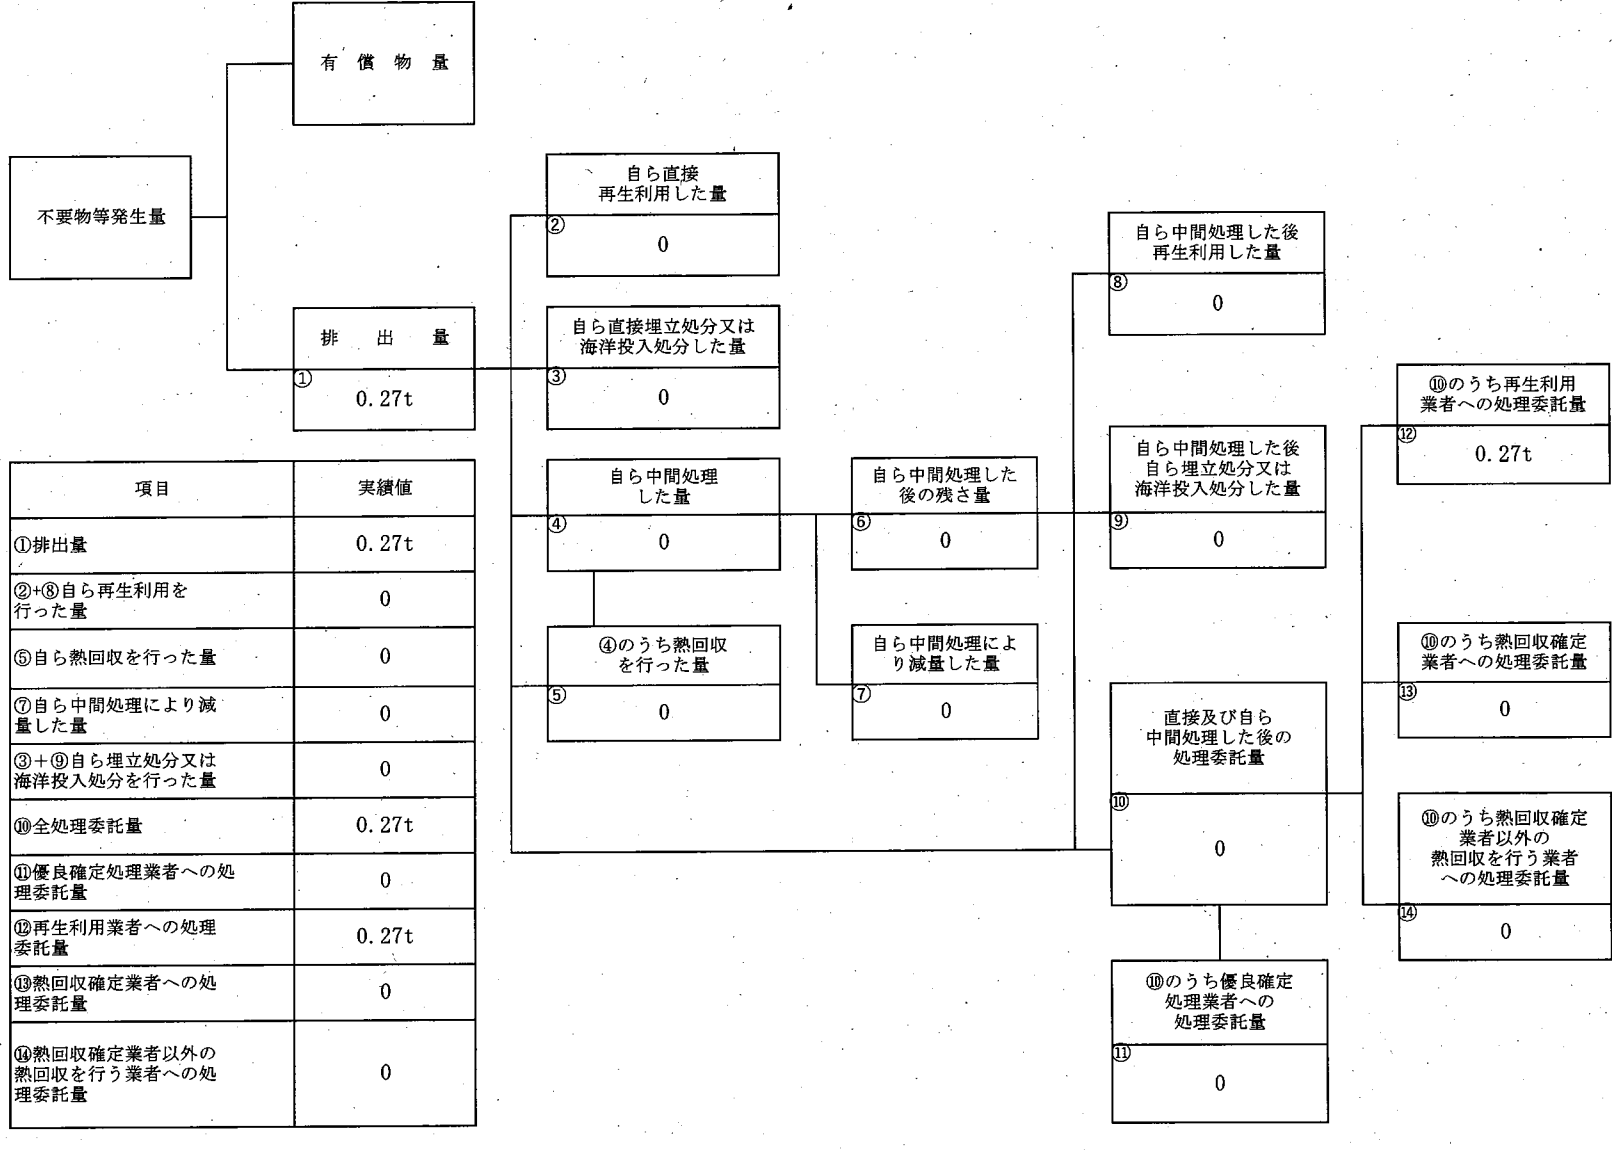 有償物量
不要物等発生量
排出量
①
0.27t
自ら直接
再生利用した量
②
0
自ら直接埋立処分又は
海洋投入処分した量
③
0
自ら中間処理
した量
④
0
④のうち熱回収
を行った量
⑤
0
自ら中間処理した
後の残さ量
⑥
0
自ら中間処理によ
り減量した量
⑦
0
自ら中間処理した後
再生利用した量
⑧
0
自ら中間処理した後
自ら埋立処分又は
海洋投入処分した量
⑨
0
直接及び自ら
中間処理した後の
処理委託量
⑩
0
⑩のうち優良確定
処理業者への
処理委託量
⑪
0
⑩のうち再生利用
業者への処理委託量
⑫
0.27t
⑩のうち熱回収確定
業者への処理委託量
⑬
0
⑩のうち熱回収確定
業者以外の
熱回収を行う業者
への処理委託量
⑭
0
項目 実績値
①排出量 0.27t
②+⑧自ら再生利用を
行った量 0
⑤自ら熱回収を行った量 0
⑦自ら中間処理により減
量した量 0
③+⑨自ら埋立処分又は
海洋投入処分を行った量 0
⑩全処理委託量 0.27t
⑪優良確定処理業者への処
理委託量 0
⑫再生利用業者への処理
委託量 0.27t
⑬熱回収確定業者への処
理委託量 0
⑭熱回収確定業者以外の
熱回収を行う業者への処
理委託量 0